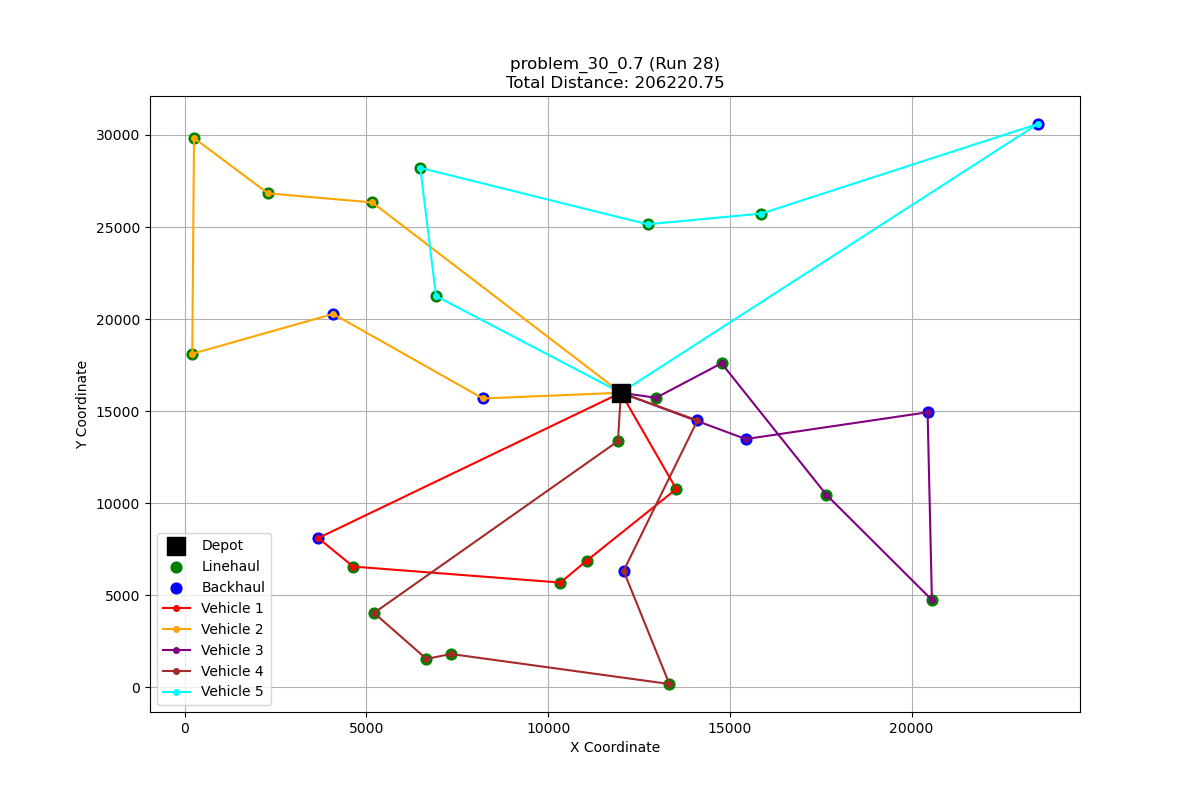 problem_30_0.7 (Run 28)
Total Distance: 206220.75
30000
25000
20000
15000
10000
5000
0
Y Coordinate
Depot
Linehaul
Backhaul
Vehicle 1
Vehicle 2
Vehicle 3
Vehicle 4
Vehicle 5
0
5000
10000
15000
20000
X Coordinate